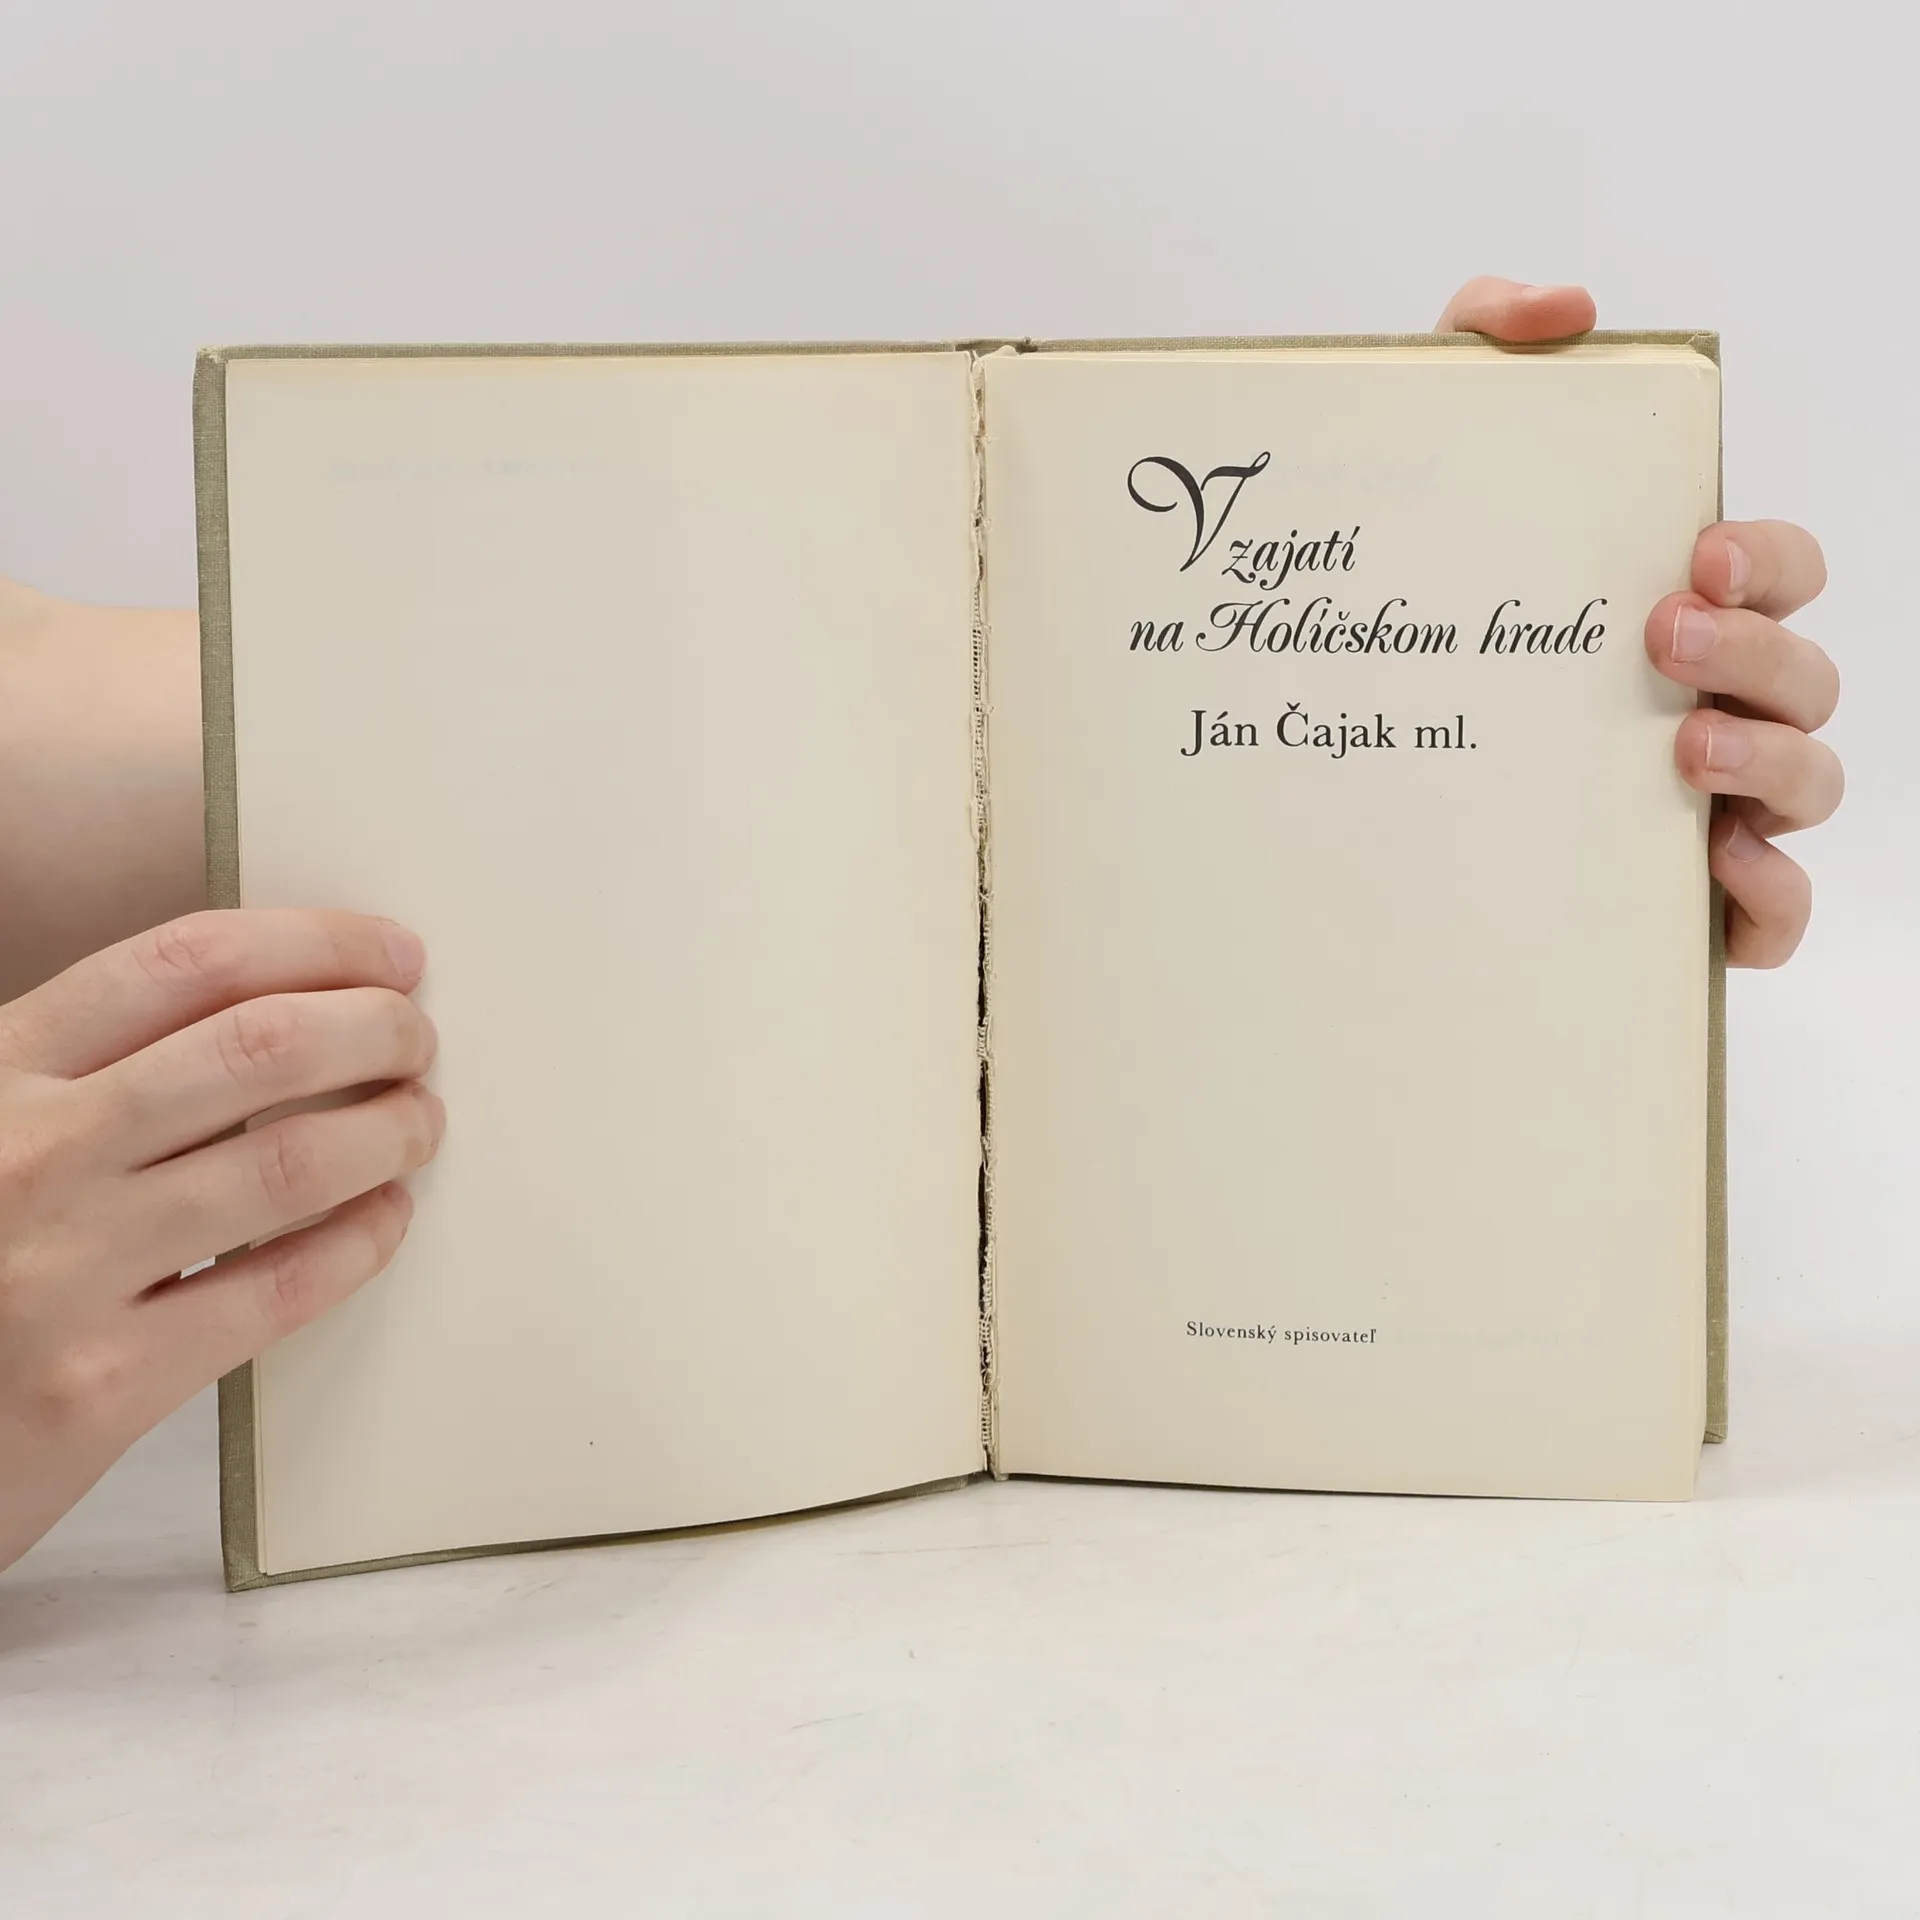 V zajatí
na Holíčskom hrade
Ján Čajak ml.
Slovenský spisovateľ